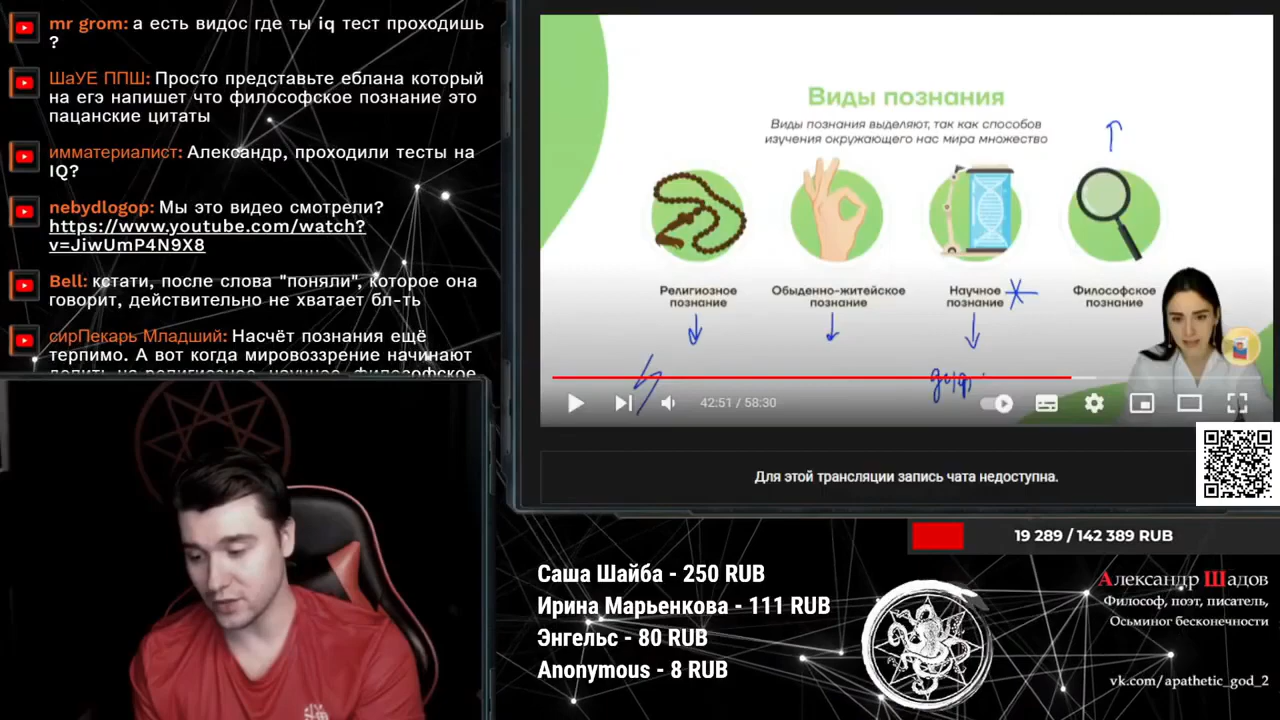 mr grom: а есть видос где ты iq тест проходишь
?
ШаУЕ ППШ: Просто представьте еблана который
на егэ напишет что философское познание это
пацанские цитаты
имматериалист: Александр, проходили тесты на
IQ?
nebydlogop: Мы это видео смотрели?
https://www.youtube.com/watch?
v=JiwUmP4N9X8
Bell: кстати, после слова "поняли", которое она
говорит, действительно не хватает бл-ть
сирПекарь Младший: Насчёт познания ещё
терпимо. А вот когда мировоззрение начинают
делить на религиозное, научное, философское
Виды познания
Виды познания выделяют, так как способов
изучения окружающего нас мира множество
Религиозное
познание
Обыденно-житейское
познание
Научное
познание
Философское
познание
42:51 / 58:30
Для этой трансляции запись чата недоступна.
19 289 / 142 389 RUB
Саша Шайба - 250 RUB
Ирина Марьенкова - 111 RUB
Энгельс - 80 RUB
Anonymous - 8 RUB
Александр Шадов
Философ, поэт, писатель,
Осьминог бесконечности
vk.com/apathetic_god_2